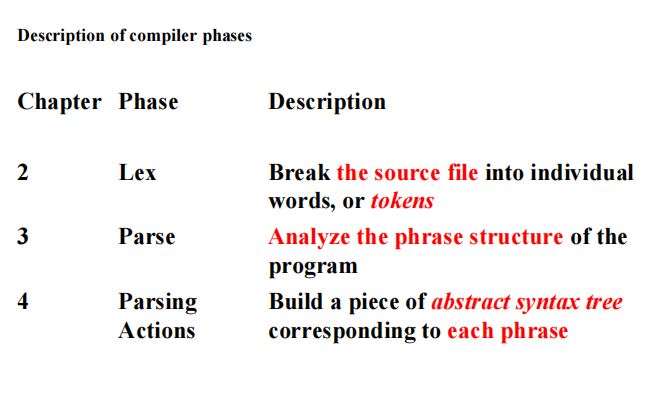 Description of compiler phases
Chapter Phase Description
2 Lex Break the source file into individual
words, or tokens
3 Parse Analyze the phrase structure of the
program
4 Parsing Build a piece of abstract syntax tree
Actions corresponding to each phrase